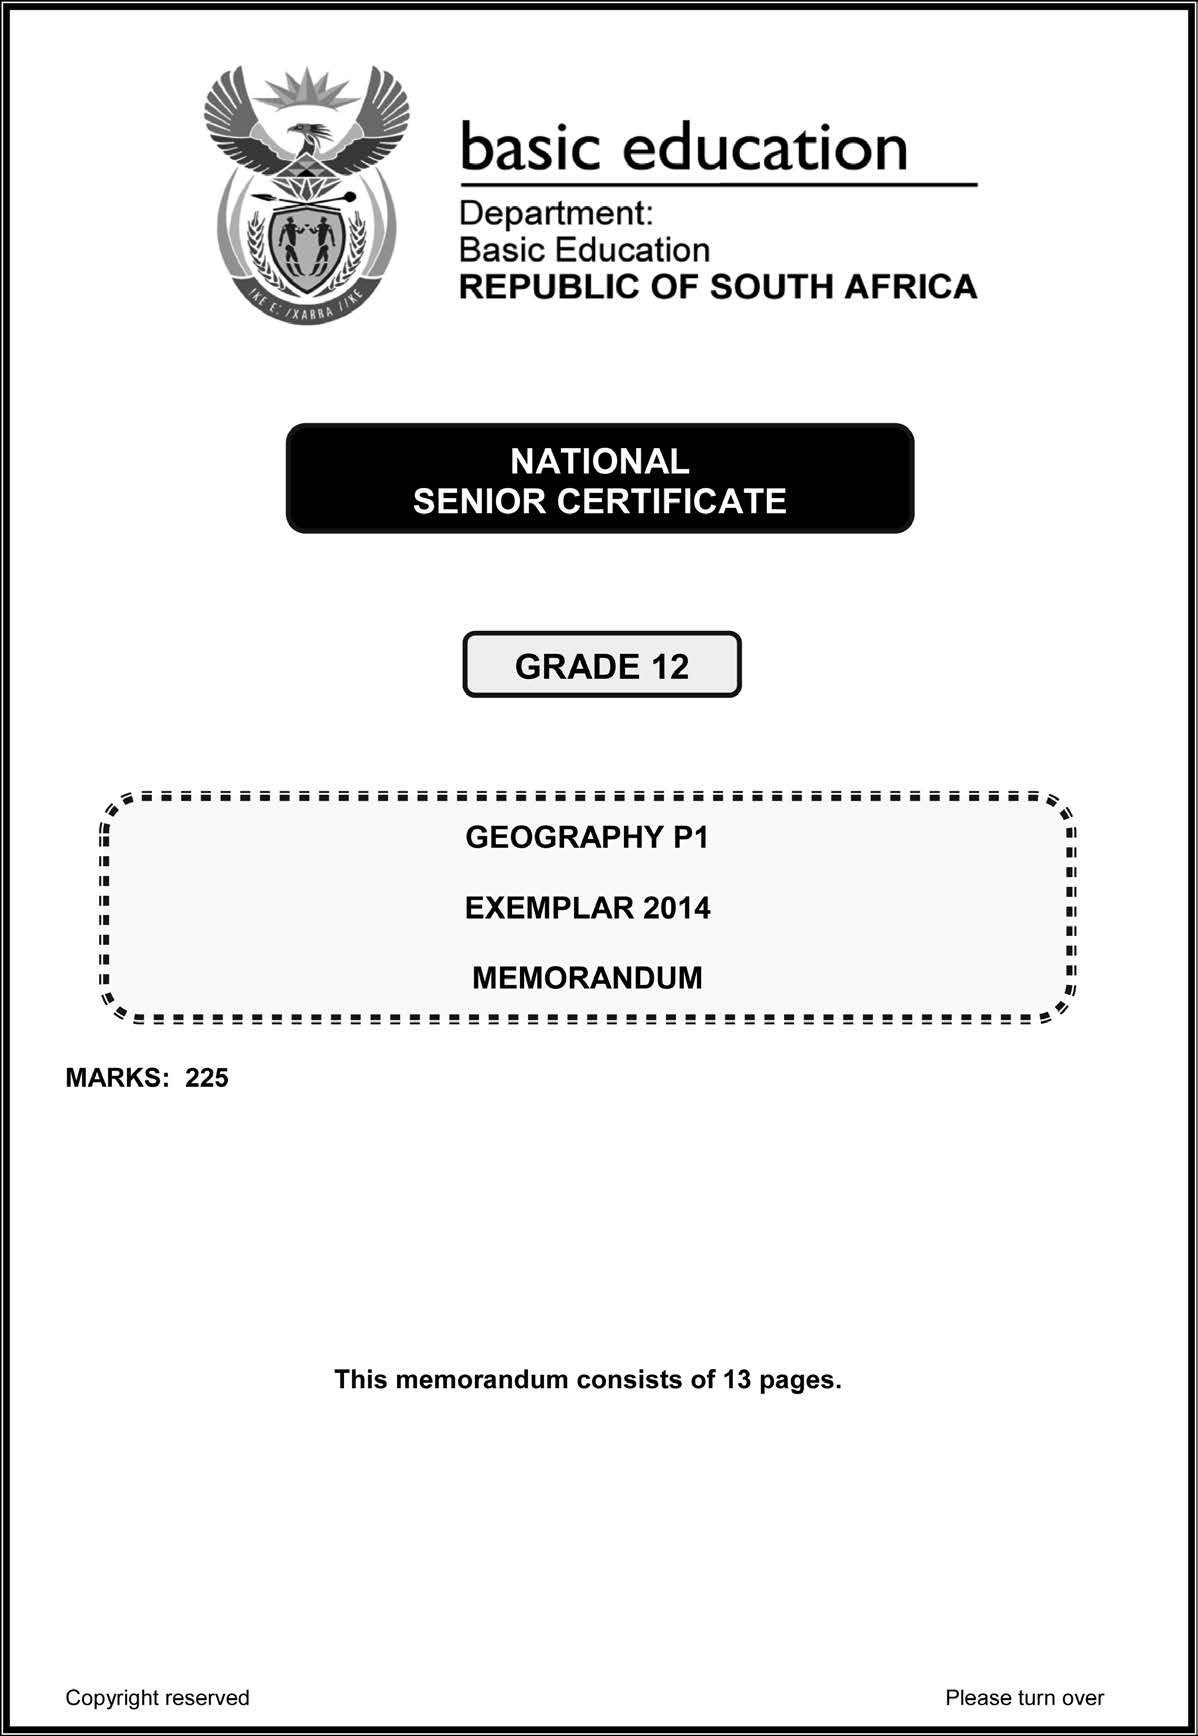 !KE E: /XARRA //KE
basic education
Department:
Basic Education
REPUBLIC OF SOUTH AFRICA
NATIONAL
SENIOR CERTIFICATE
GRADE 12
GEOGRAPHY P1
EXEMPLAR 2014
MEMORANDUM
MARKS: 225
This memorandum consists of 13 pages.
Copyright reserved
Please turn over